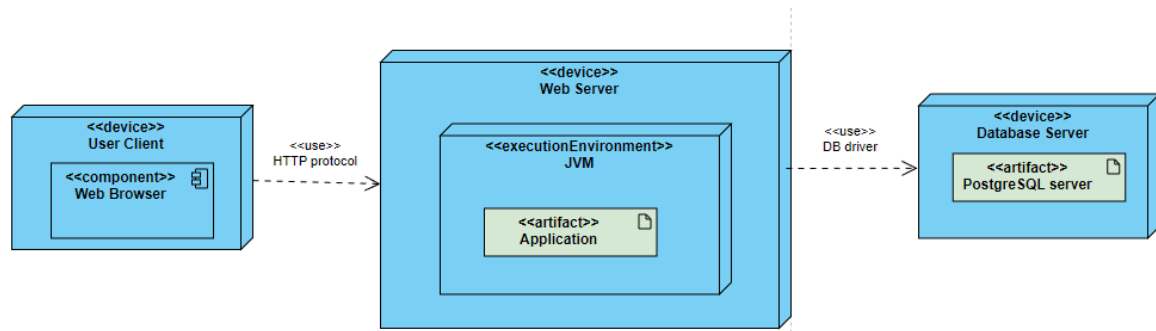 <<device>>
User Client
<<component>>
Web Browser
<<use>>
HTTP protocol
<<device>>
Web Server
<<executionEnvironment>>
JVM
<<artifact>>
Application
<<use>>
DB driver
<<device>>
Database Server
<<artifact>>
PostgreSQL server